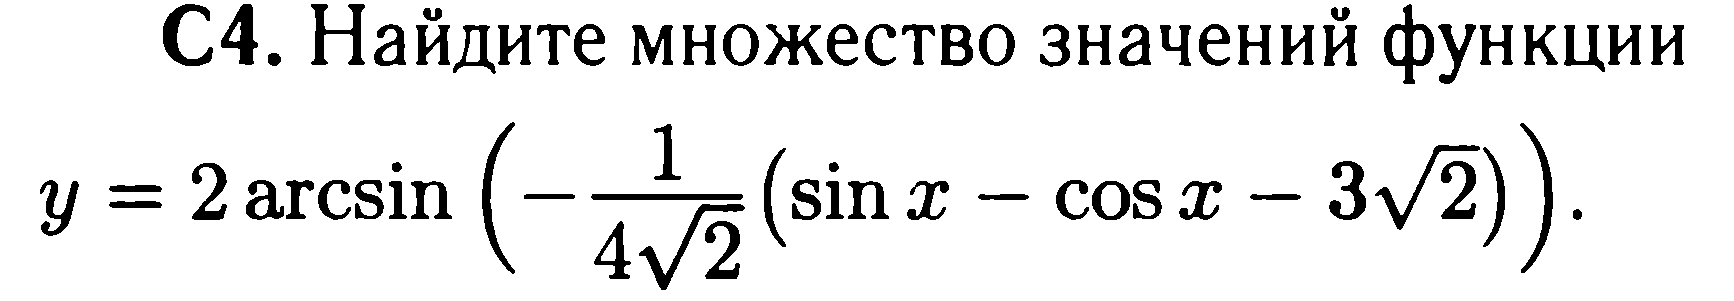 С4. Найдите множество значений функции
y = 2 arcsin (−1/(4√2) (sin x − cos x − 3√2)).